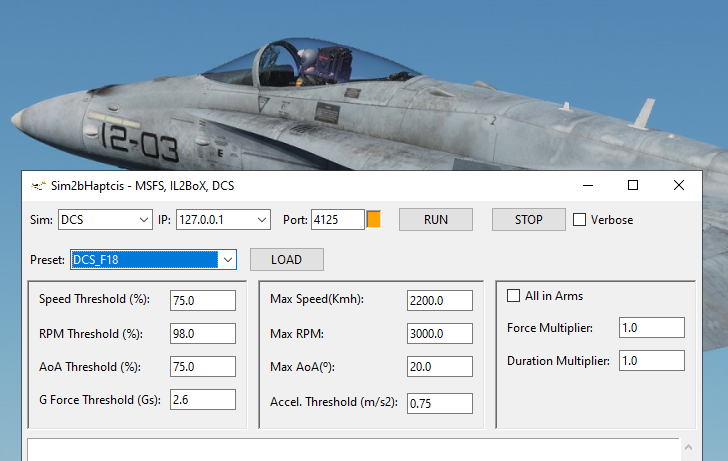 12-03
E
Sim2bHaptcis - MSFS, IL2BoX, DCS
Sim: DCS IP: 127.0.0.1 Port: 4125 RUN STOP Verbose
Preset: DCS_F18 LOAD
Speed Threshold (%): 75.0 Max Speed(Kmh): 2200.0 All in Arms
RPM Threshold (%): 98.0 Max RPM: 3000.0 Force Multiplier: 1.0
AoA Threshold (%): 75.0 Max AoA(º): 20.0 Duration Multiplier: 1.0
G Force Threshold (Gs): 2.6 Accel. Threshold (m/s2): 0.75